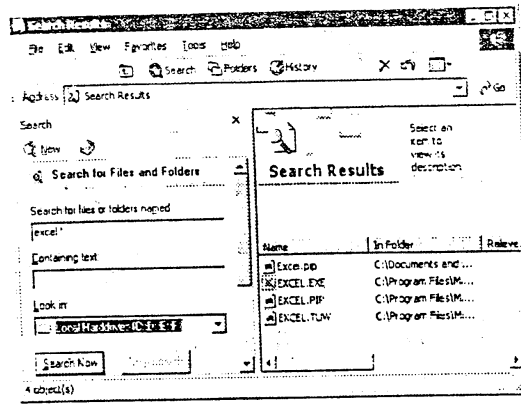 Search Results
File Edit View Favorites Tools Help
Search Folders History
Address Search Results Go
Search
New
Search for Files and Folders
Search for files or folders named
excel.*
Containing text:
Look in:
Local Harddrives (C:;D:;E:;F:)
Search Now
Search Results
Select an
item to
view its
description.
Name In Folder Releva
Excel.pip C:\Documents and ...
EXCEL.EXE C:\Program Files\M...
EXCEL.PIP C:\Program Files\M...
EXCEL.TUW C:\Program Files\M...
4 object(s)